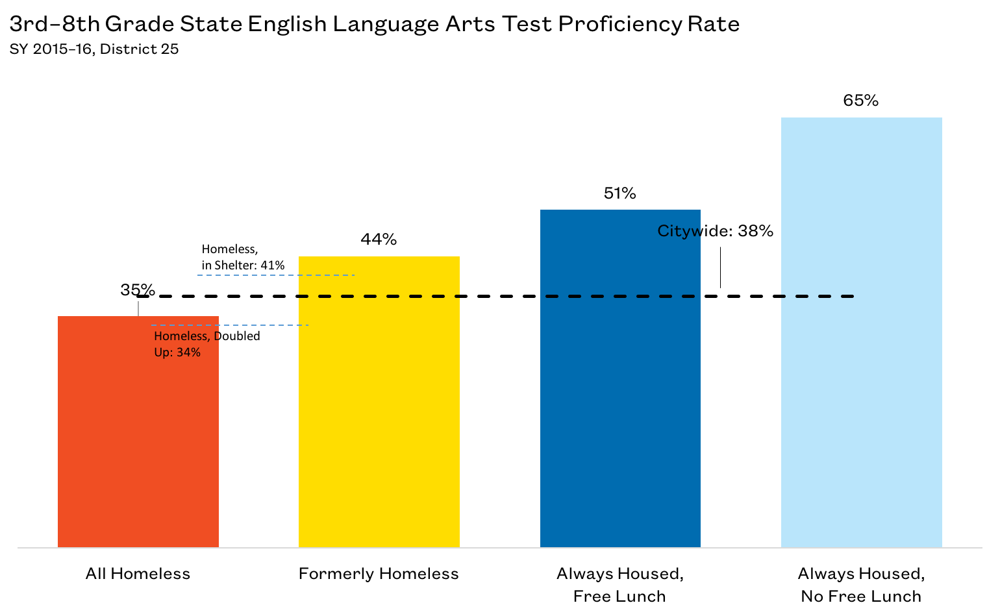 3rd–8th Grade State English Language Arts Test Proficiency Rate
SY 2015–16, District 25
65%
51%
Citywide: 38%
44%
Homeless,
in Shelter: 41%
35%
Homeless, Doubled
Up: 34%
All Homeless
Formerly Homeless
Always Housed,
Free Lunch
Always Housed,
No Free Lunch